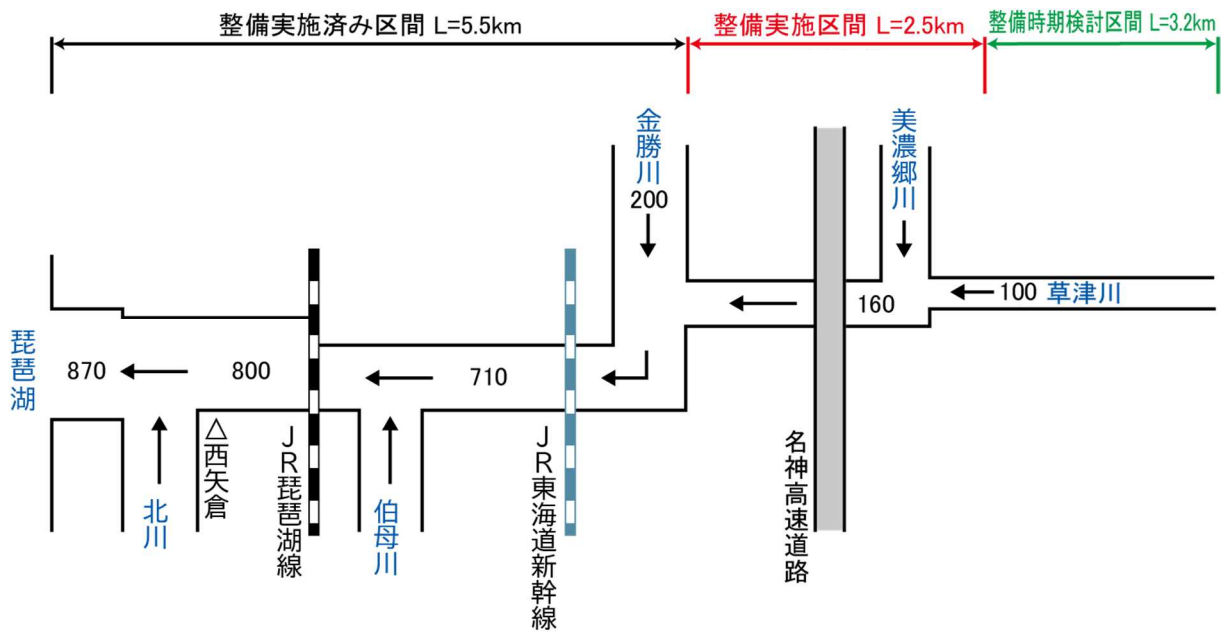 整備実施済み区間 L=5.5km
整備実施区間 L=2.5km
整備時期検討区間 L=3.2km
金勝川
200
美濃郷川
160
100 草津川
琵琶湖
870
800
710
北川
△西矢倉
JR琵琶湖線
伯母川
JR東海道新幹線
名神高速道路